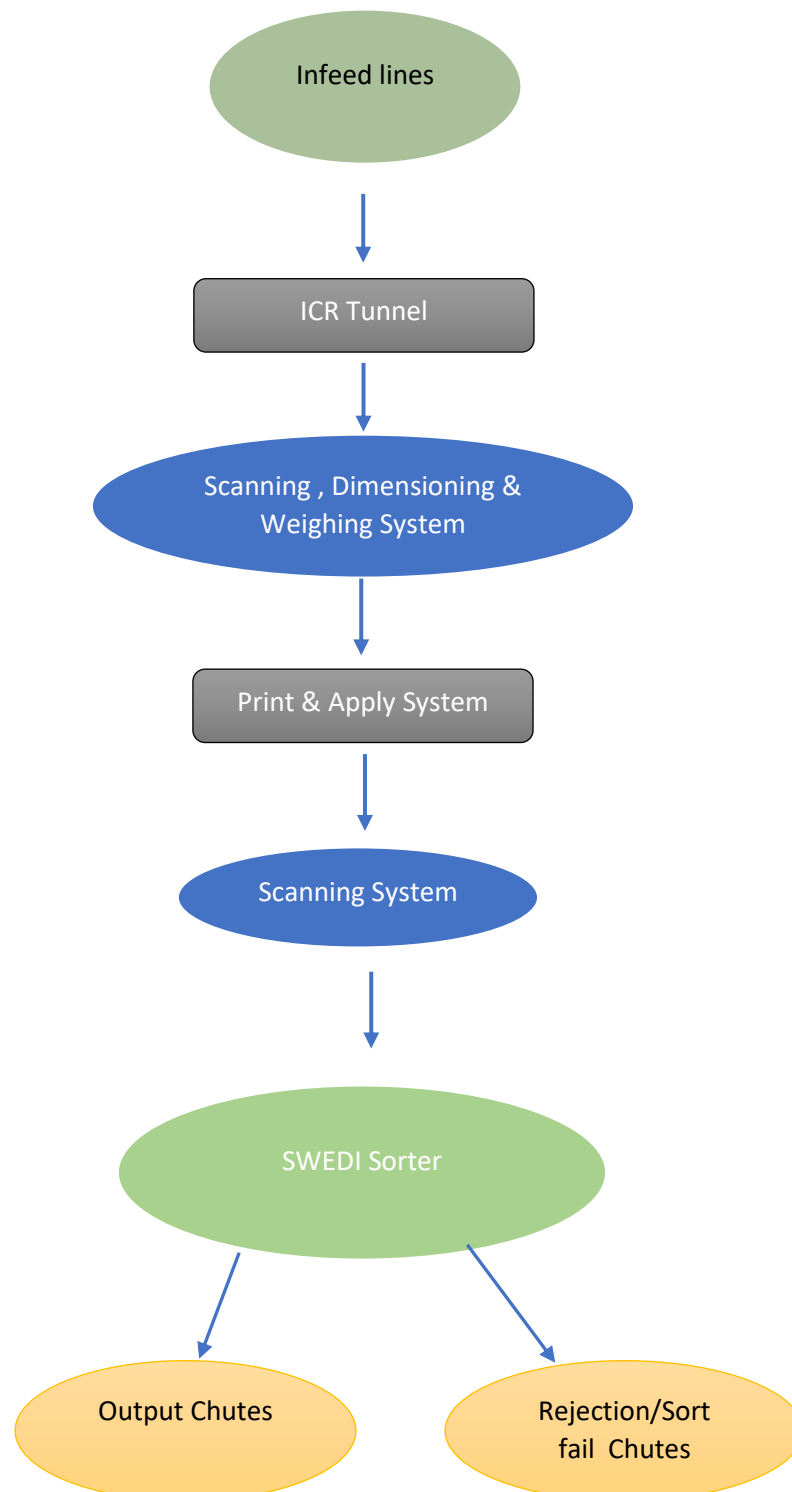 Infeed lines
ICR Tunnel
Scanning , Dimensioning &
Weighing System
Print & Apply System
Scanning System
SWEDI Sorter
Output Chutes
Rejection/Sort
fail Chutes